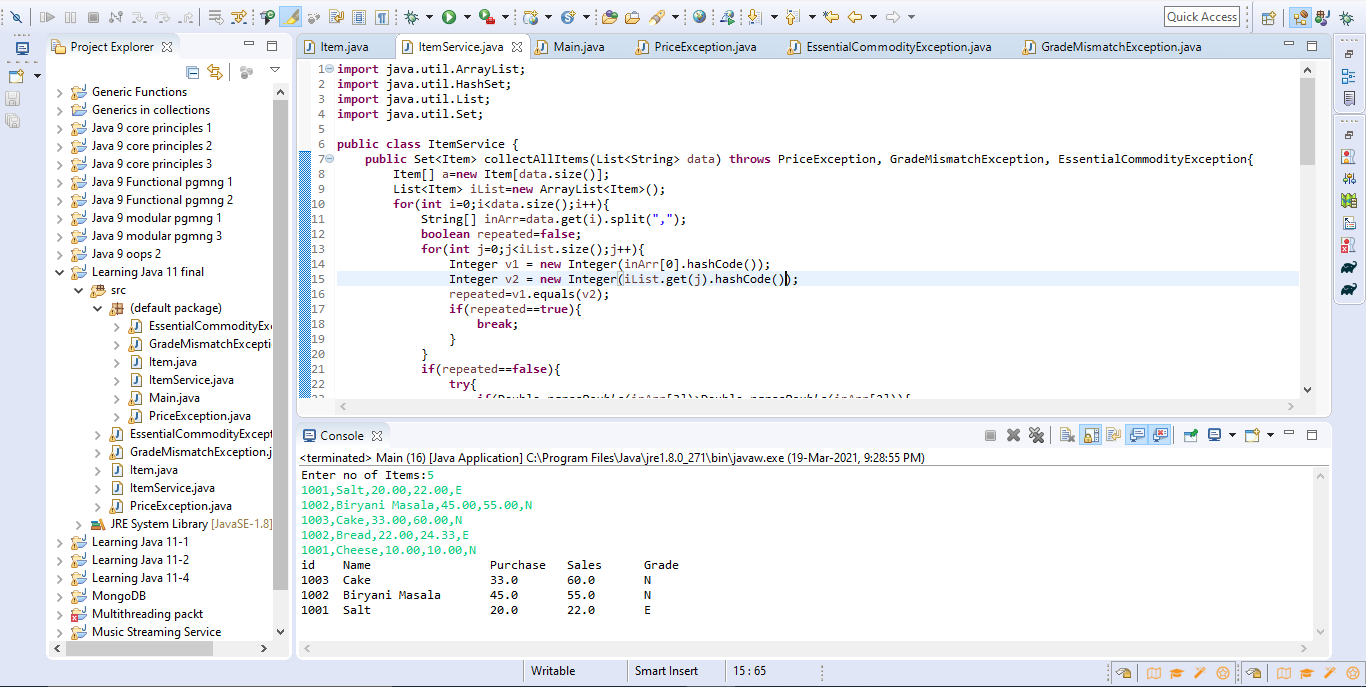 Quick Access
Project Explorer
Generic Functions
Generics in collections
Java 9 core principles 1
Java 9 core principles 2
Java 9 core principles 3
Java 9 Functional pgmng 1
Java 9 Functional pgmng 2
Java 9 modular pgmng 1
Java 9 modular pgmng 3
Java 9 oops 2
Learning Java 11 final
src
(default package)
EssentialCommodityEx
GradeMismatchExcepti
Item.java
ItemService.java
Main.java
PriceException.java
EssentialCommodityExcept
GradeMismatchException.j
Item.java
ItemService.java
PriceException.java
JRE System Library [JavaSE-1.8]
Learning Java 11-1
Learning Java 11-2
Learning Java 11-4
MongoDB
Multithreading packt
Music Streaming Service
Item.java ItemService.java Main.java PriceException.java EssentialCommodityException.java GradeMismatchException.java
1 import java.util.ArrayList;
2 import java.util.HashSet;
3 import java.util.List;
4 import java.util.Set;
5
6 public class ItemService {
7 public Set<Item> collectAllItems(List<String> data) throws PriceException, GradeMismatchException, EssentialCommodityException{
8 Item[] a=new Item[data.size()];
9 List<Item> iList=new ArrayList<Item>();
10 for(int i=0;i<data.size();i++){
11 String[] inArr=data.get(i).split(",");
12 boolean repeated=false;
13 for(int j=0;j<iList.size();j++){
14 Integer v1 = new Integer(inArr[0].hashCode());
15 Integer v2 = new Integer(iList.get(j).hashCode());
16 repeated=v1.equals(v2);
17 if(repeated==true){
18 break;
19 }
20 }
21 if(repeated==false){
22 try{
Console
<terminated> Main (16) [Java Application] C:\Program Files\Java\jre1.8.0_271\bin\javaw.exe (19-Mar-2021, 9:28:55 PM)
Enter no of Items:5
1001,Salt,20.00,22.00,E
1002,Biryani Masala,45.00,55.00,N
1003,Cake,33.00,60.00,N
1002,Bread,22.00,24.33,E
1001,Cheese,10.00,10.00,N
id Name Purchase Sales Grade
1003 Cake 33.0 60.0 N
1002 Biryani Masala 45.0 55.0 N
1001 Salt 20.0 22.0 E
Writable Smart Insert 15 : 65